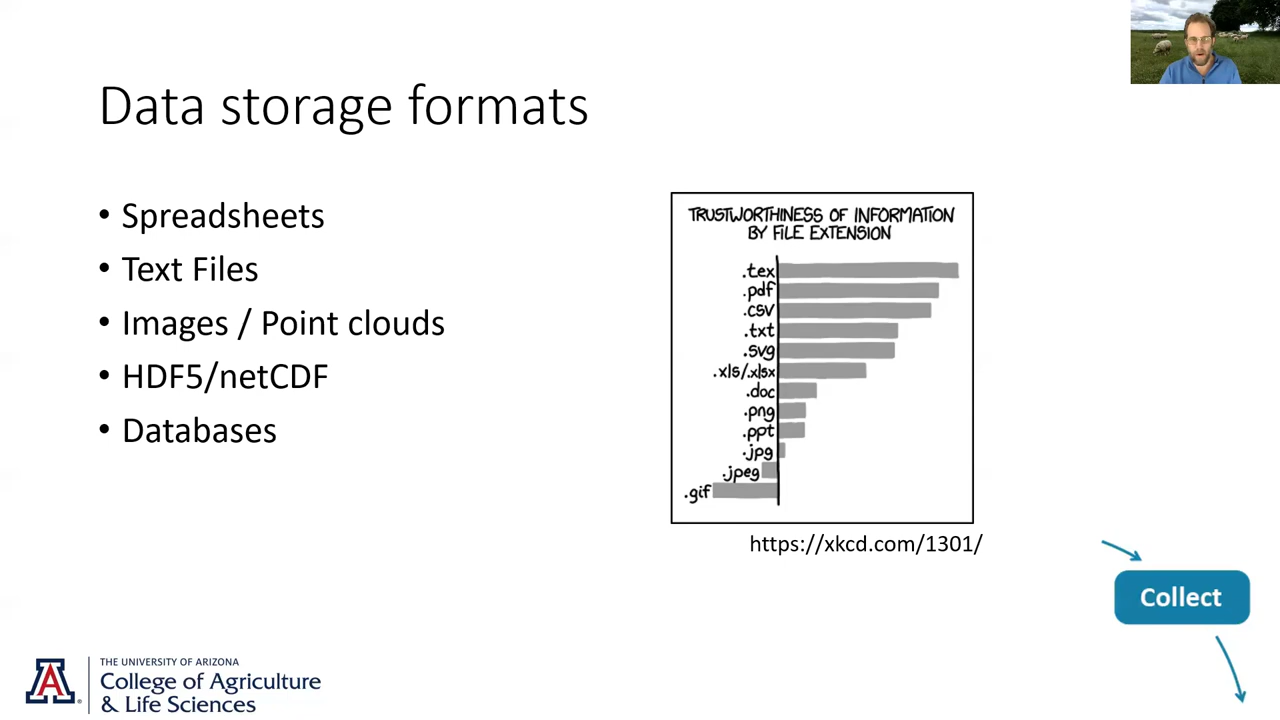 Data storage formats
• Spreadsheets
• Text Files
• Images / Point clouds
• HDF5/netCDF
• Databases
TRUSTWORTHINESS OF INFORMATION
BY FILE EXTENSION
.tex
.pdf
.csv
.txt
.svg
.xls/.xlsx
.doc
.png
.ppt
.jpg
.jpeg
.gif
https://xkcd.com/1301/
Collect
A
THE UNIVERSITY OF ARIZONA
College of Agriculture
& Life Sciences